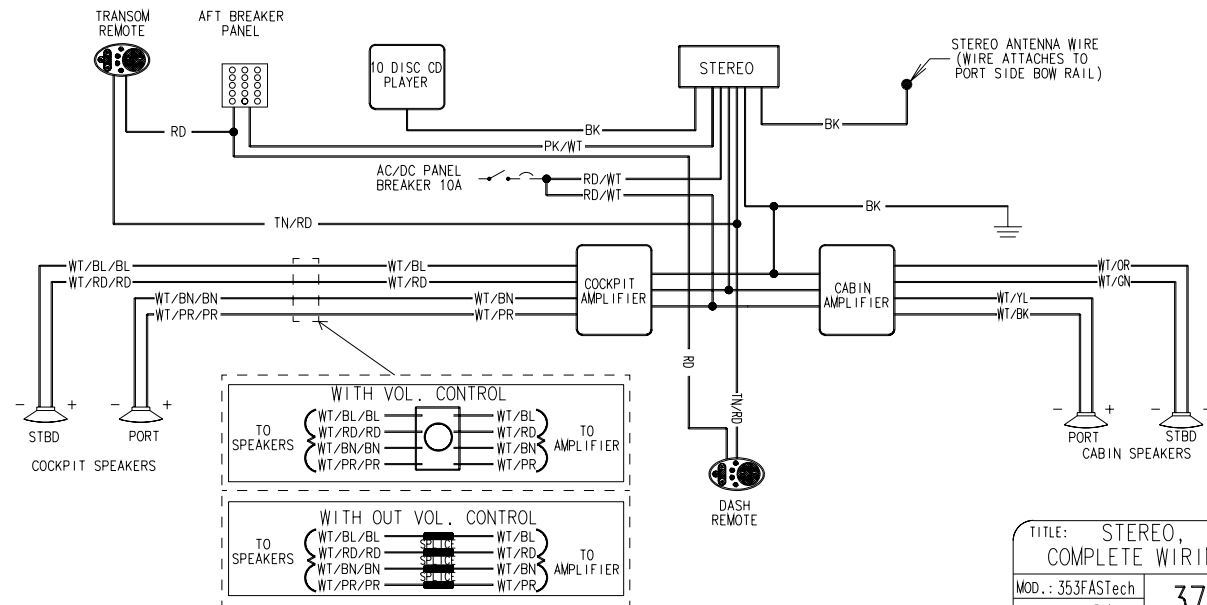 TRANSOM
REMOTE
AFT BREAKER
PANEL
10 DISC CD
PLAYER
STEREO
STEREO ANTENNA WIRE
(WIRE ATTACHES TO
PORT SIDE BOW RAIL)
RD
BK
BK
PK/WT
AC/DC PANEL
BREAKER 10A
RD/WT
RD/WT
BK
TN/RD
WT/BL/BL
WT/BL
WT/RD/RD
WT/RD
WT/BN/BN
WT/BN
WT/PR/PR
WT/PR
COCKPIT
AMPLIFIER
CABIN
AMPLIFIER
WT/OR
WT/GN
WT/YL
WT/BK
RD
TN/RD
- +
- +
STBD
PORT
COCKPIT SPEAKERS
- +
-
PORT
STBD
CABIN SPEAKERS
WITH VOL. CONTROL
TO
SPEAKERS
WT/BL/BL
WT/RD/RD
WT/BN/BN
WT/PR/PR
WT/BL
WT/RD
WT/BN
WT/PR
TO
AMPLIFIER
DASH
REMOTE
WITH OUT VOL. CONTROL
TO
SPEAKERS
WT/BL/BL
WT/RD/RD
WT/BN/BN
WT/PR/PR
SPLICE
SPLICE
SPLICE
WT/BL
WT/RD
WT/BN
WT/PR
TO
AMPLIFIER
TITLE: STEREO,
COMPLETE WIRI
MOD.: 353FASTech
37